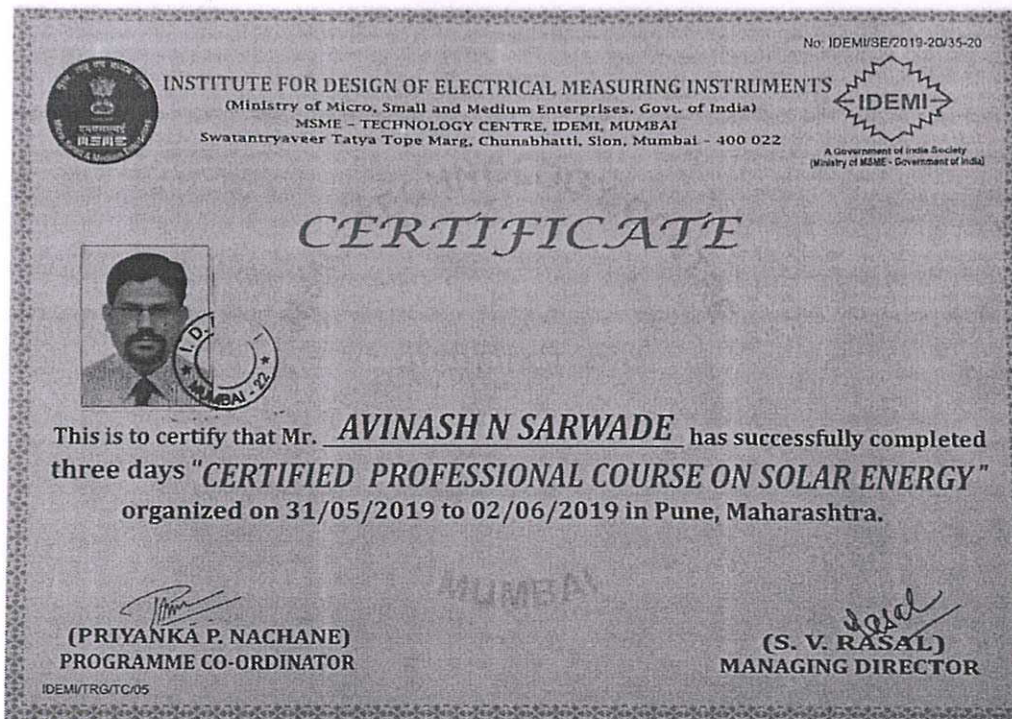 No: IDEMI/SE/2019-20/35-20
INSTITUTE FOR DESIGN OF ELECTRICAL MEASURING INSTRUMENTS
(Ministry of Micro, Small and Medium Enterprises, Govt. of India)
MSME – TECHNOLOGY CENTRE, IDEMI, MUMBAI
Swatantryaveer Tatya Tope Marg, Chunabhatti, Sion, Mumbai - 400 022
IDEMI
A Government of India Society
(Ministry of MSME - Government of India)
CERTIFICATE
I. D.
★ MUMBAI - 22 ★
This is to certify that Mr. AVINASH N SARWADE has successfully completed
three days "CERTIFIED PROFESSIONAL COURSE ON SOLAR ENERGY"
organized on 31/05/2019 to 02/06/2019 in Pune, Maharashtra.
MUMBAI
(PRIYANKA P. NACHANE)
PROGRAMME CO-ORDINATOR
Rasal
(S. V. RASAL)
MANAGING DIRECTOR
IDEMI/TRG/TC/05